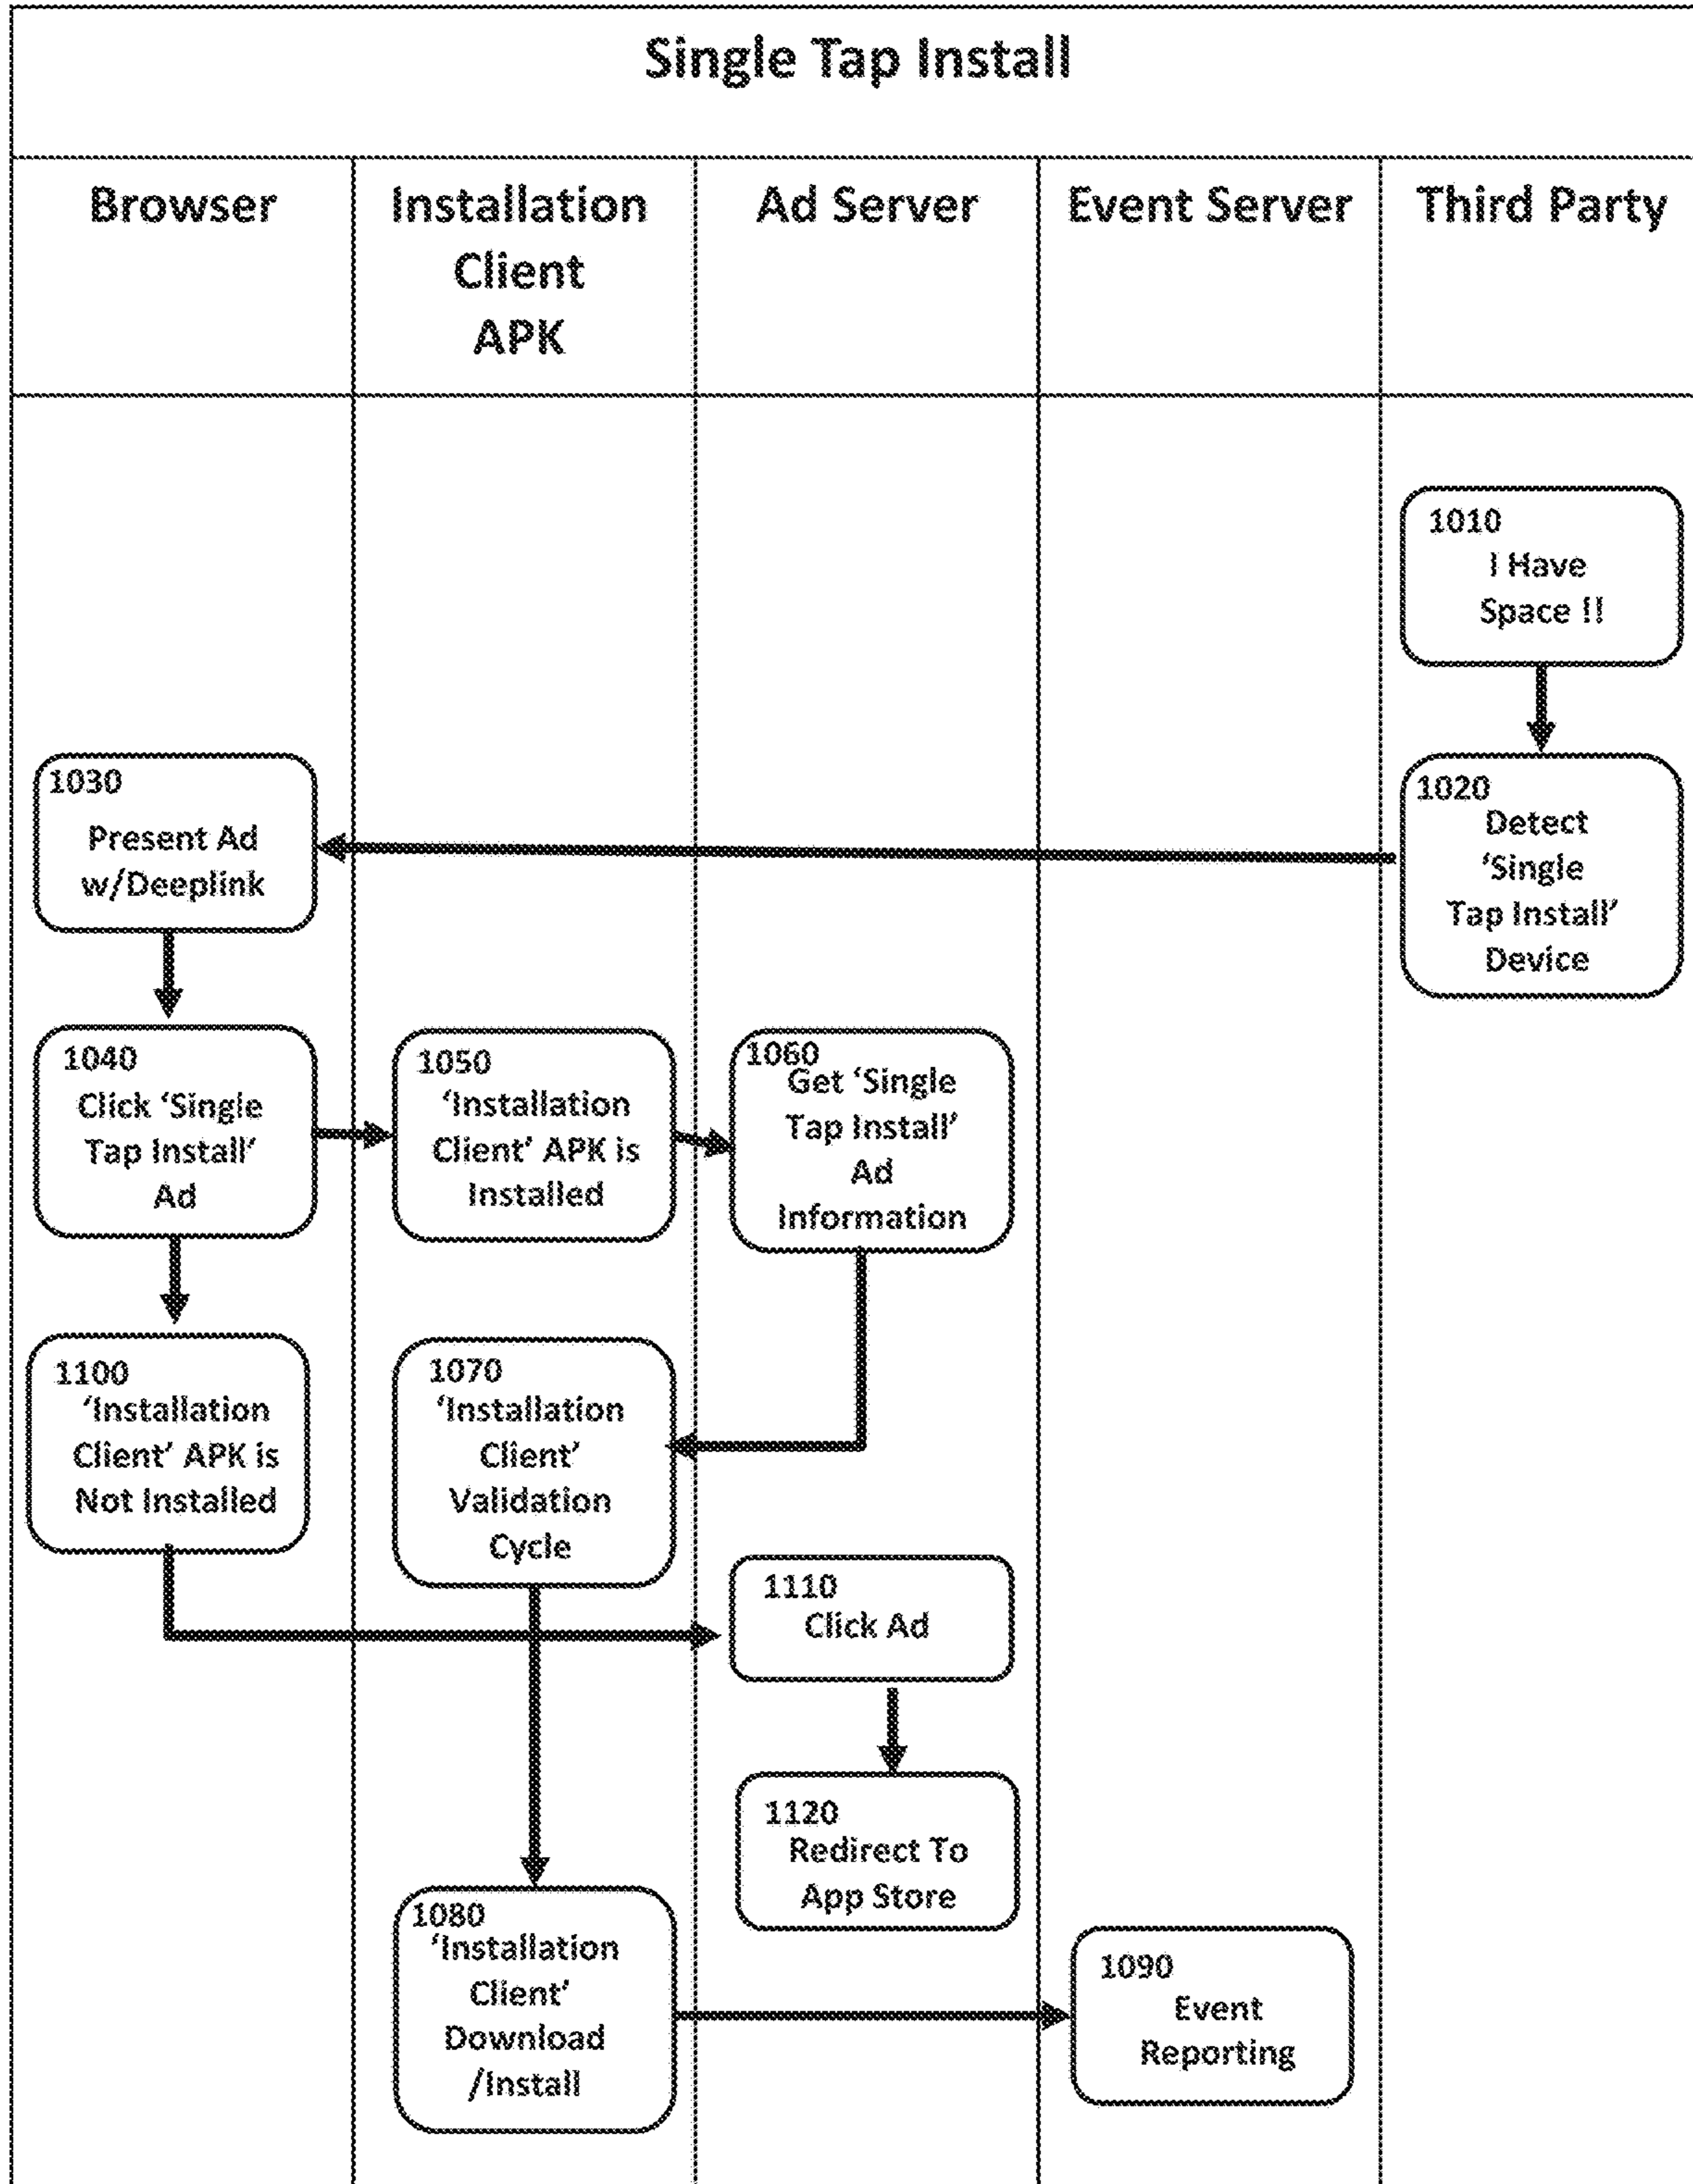 Single Tap Install
Browser
Installation
Client
APK
Ad Server
Event Server
Third Party
1010
I Have
Space !!
1020
Detect
‘Single
Tap Install’
Device
1030
Present Ad
w/Deeplink
1040
Click ‘Single
Tap Install’
Ad
1050
‘Installation
Client’ APK is
Installed
1060
Get ‘Single
Tap Install’
Ad
Information
1070
‘Installation
Client’
Validation
Cycle
1080
‘Installation
Client’
Download
/Install
1090
Event
Reporting
1100
‘Installation
Client’ APK is
Not Installed
1110
Click Ad
1120
Redirect To
App Store